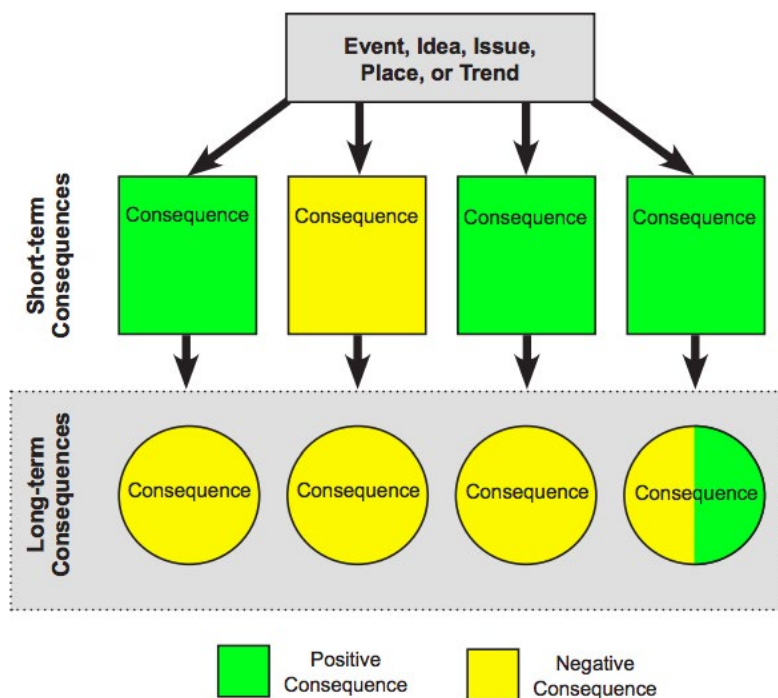 Event, Idea, Issue,
Place, or Trend
Short-term
Consequences
Consequence
Consequence
Consequence
Consequence
Long-term
Consequences
Consequence
Consequence
Consequence
Consequence
Positive
Consequence
Negative
Consequence